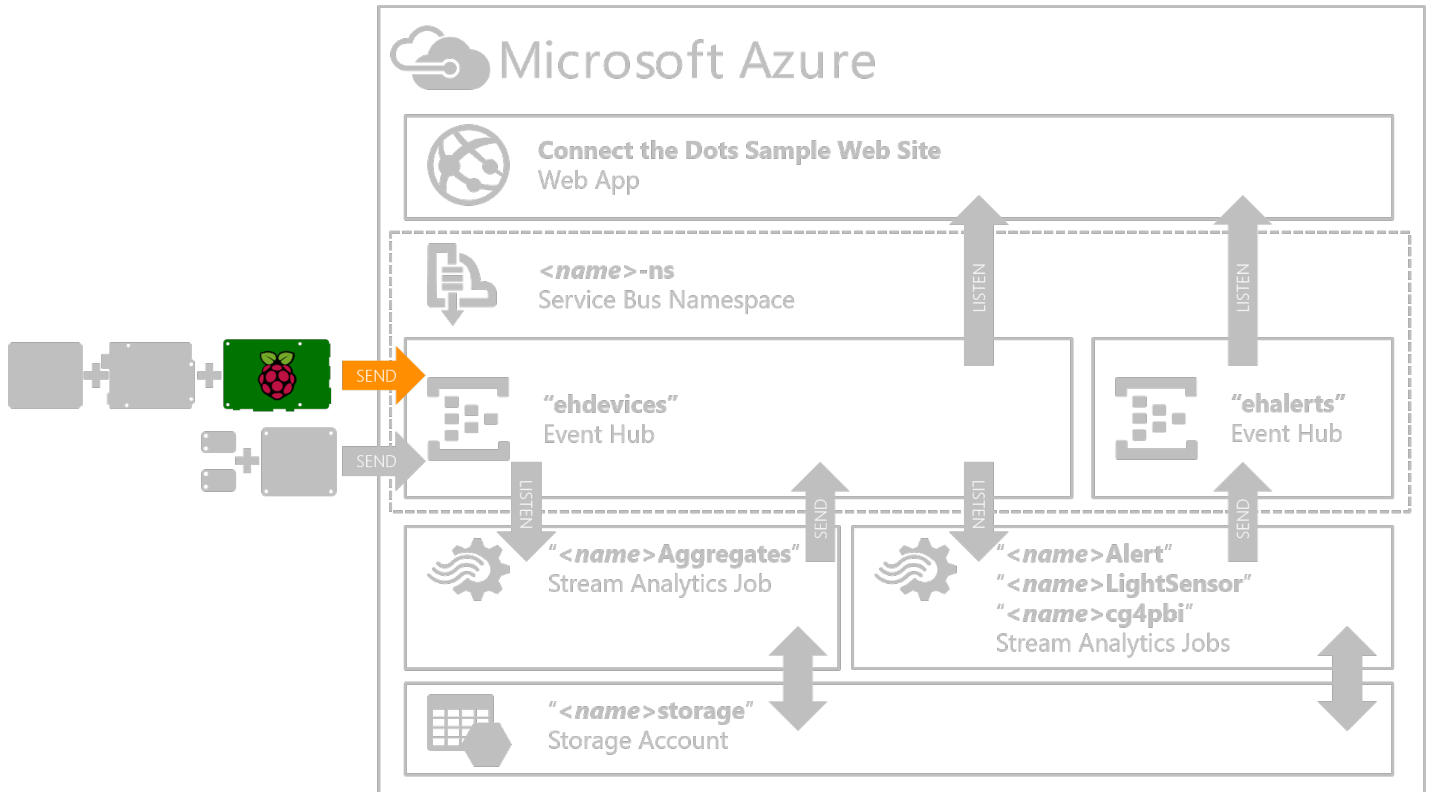 Microsoft Azure
Connect the Dots Sample Web Site
Web App
<name>-ns
Service Bus Namespace
LISTEN
LISTEN
SEND
“ehdevices”
Event Hub
“ehalerts”
Event Hub
SEND
LISTEN
SEND
LISTEN
SEND
“<name>Aggregates”
Stream Analytics Job
“<name>Alert”
“<name>LightSensor”
“<name>cg4pbi”
Stream Analytics Jobs
“<name>storage”
Storage Account